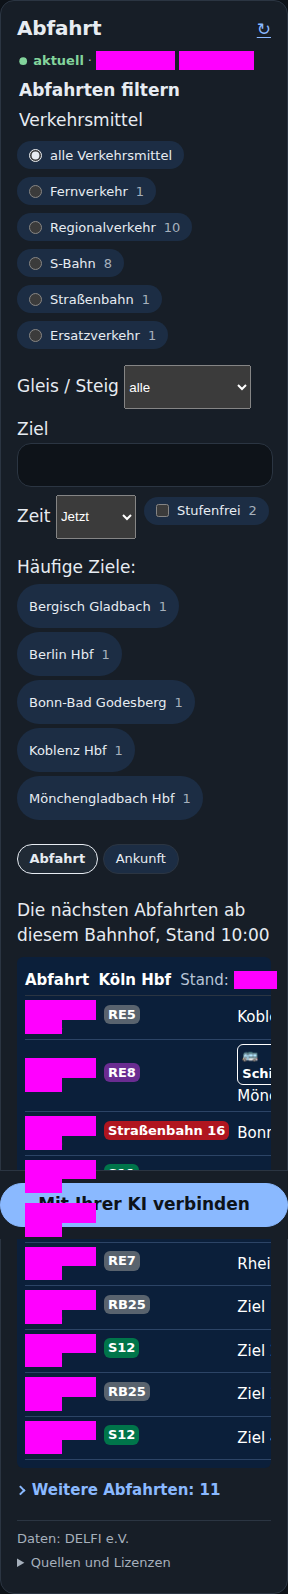 Abfahrt ↻
aktuell ·
Abfahrten filtern
Verkehrsmittel
alle Verkehrsmittel
Fernverkehr 1
Regionalverkehr 10
S-Bahn 8
Straßenbahn 1
Ersatzverkehr 1
Gleis / Steig alle
Ziel
Zeit Jetzt Stufenfrei 2
Häufige Ziele:
Bergisch Gladbach 1
Berlin Hbf 1
Bonn-Bad Godesberg 1
Koblenz Hbf 1
Mönchengladbach Hbf 1
Abfahrt Ankunft
Die nächsten Abfahrten ab
diesem Bahnhof, Stand 10:00
Abfahrt Köln Hbf Stand:
RE5
RE8
Straßenbahn 16
Mit Ihrer KI verbinden
RE7
RB25 Ziel
S12 Ziel
RB25 Ziel
S12 Ziel
Weitere Abfahrten: 11
Daten: DELFI e.V.
Quellen und Lizenzen